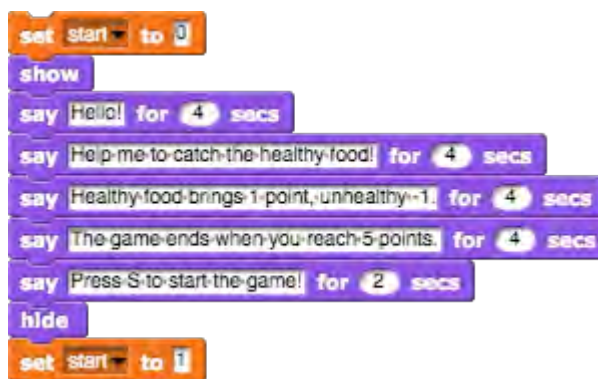 set start to 0
show
say Hello! for 4 secs
say Help me to catch the healthy food! for 4 secs
say Healthy food brings 1 point, unhealthy -1. for 4 secs
say The game ends when you reach 5 points. for 4 secs
say Press S to start the game! for 2 secs
hide
set start to 1